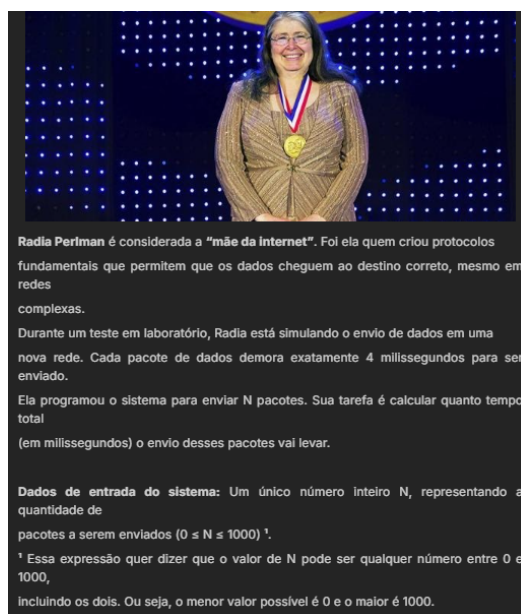 Radia Perlman é considerada a “mãe da internet”. Foi ela quem criou protocolos
fundamentais que permitem que os dados cheguem ao destino correto, mesmo em
redes
complexas.
Durante um teste em laboratório, Radia está simulando o envio de dados em uma
nova rede. Cada pacote de dados demora exatamente 4 milissegundos para ser
enviado.
Ela programou o sistema para enviar N pacotes. Sua tarefa é calcular quanto tempo
total
(em milissegundos) o envio desses pacotes vai levar.
Dados de entrada do sistema: Um único número inteiro N, representando a
quantidade de
pacotes a serem enviados (0 ≤ N ≤ 1000) ¹.
¹ Essa expressão quer dizer que o valor de N pode ser qualquer número entre 0 e
1000,
incluindo os dois. Ou seja, o menor valor possível é 0 e o maior é 1000.